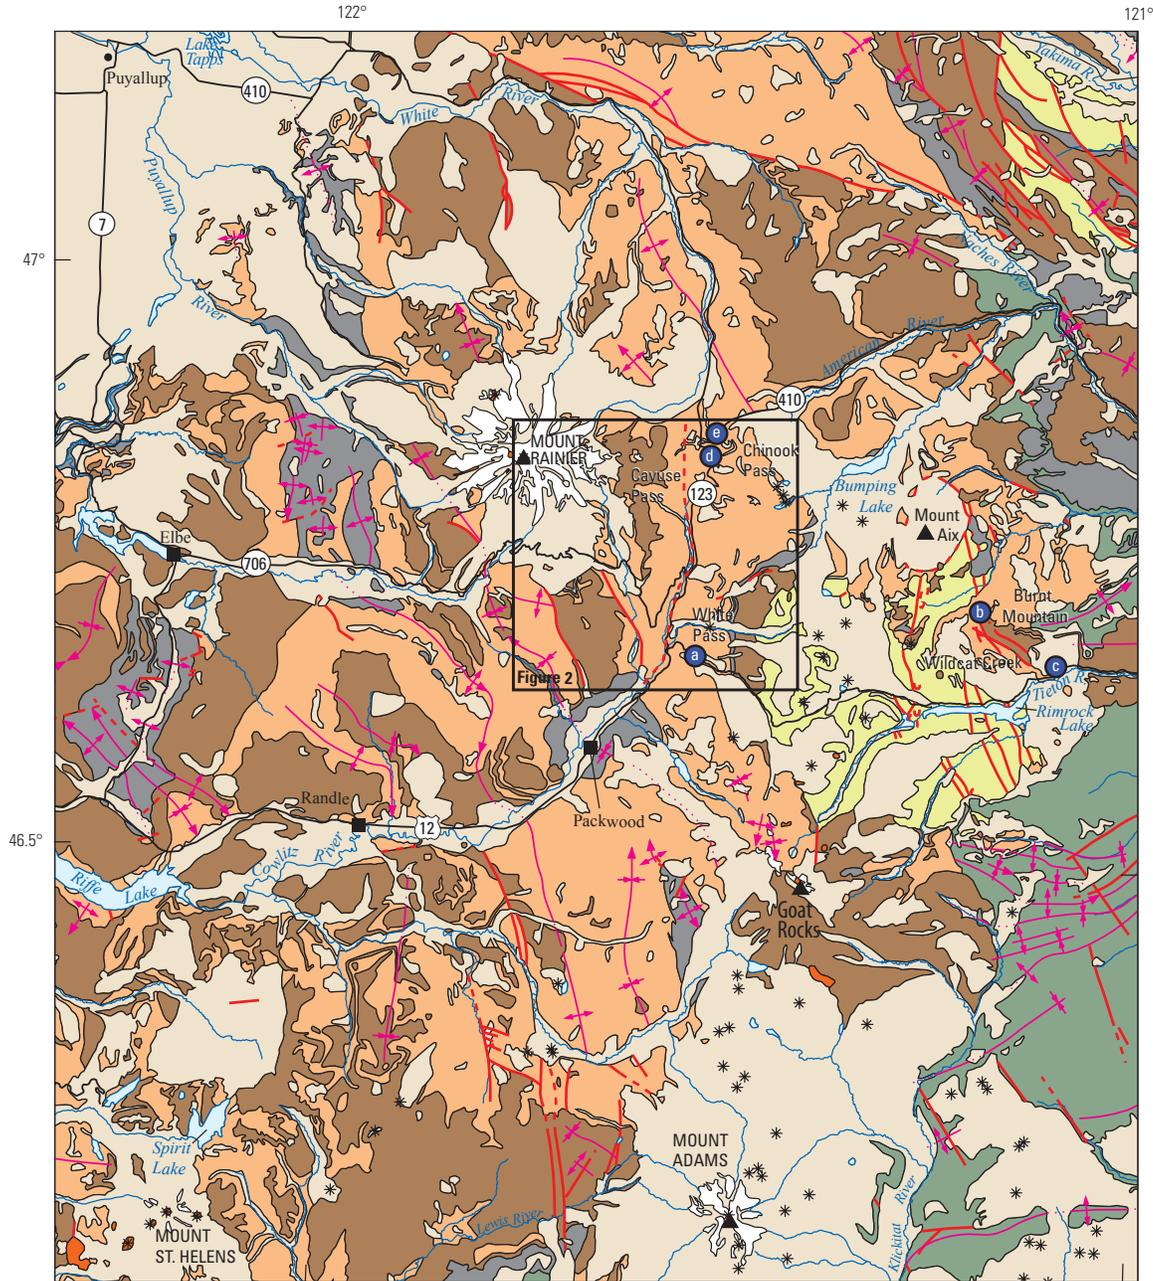 122°
121°
Lake
Tapps
Yakima R.
Puyallup
410
White
River
Puyallup
7
47°
Naches River
River
American
River
410
MOUNT
RAINIER
e
d
Chinook
Pass
Cayuse
Pass
123
Bumping
Lake
Mount
Aix
Elbe
706
Burnt
Mountain
b
White
Pass
a
Wildcat Creek
c
Figure 2
Tieton R.
Rimrock
Lake
Randle
12
Packwood
46.5°
Cowlitz
River
Riffe
Lake
Goat
Rocks
Spirit
Lake
MOUNT
ADAMS
Lewis River
Klickitat
River
MOUNT
ST. HELENS